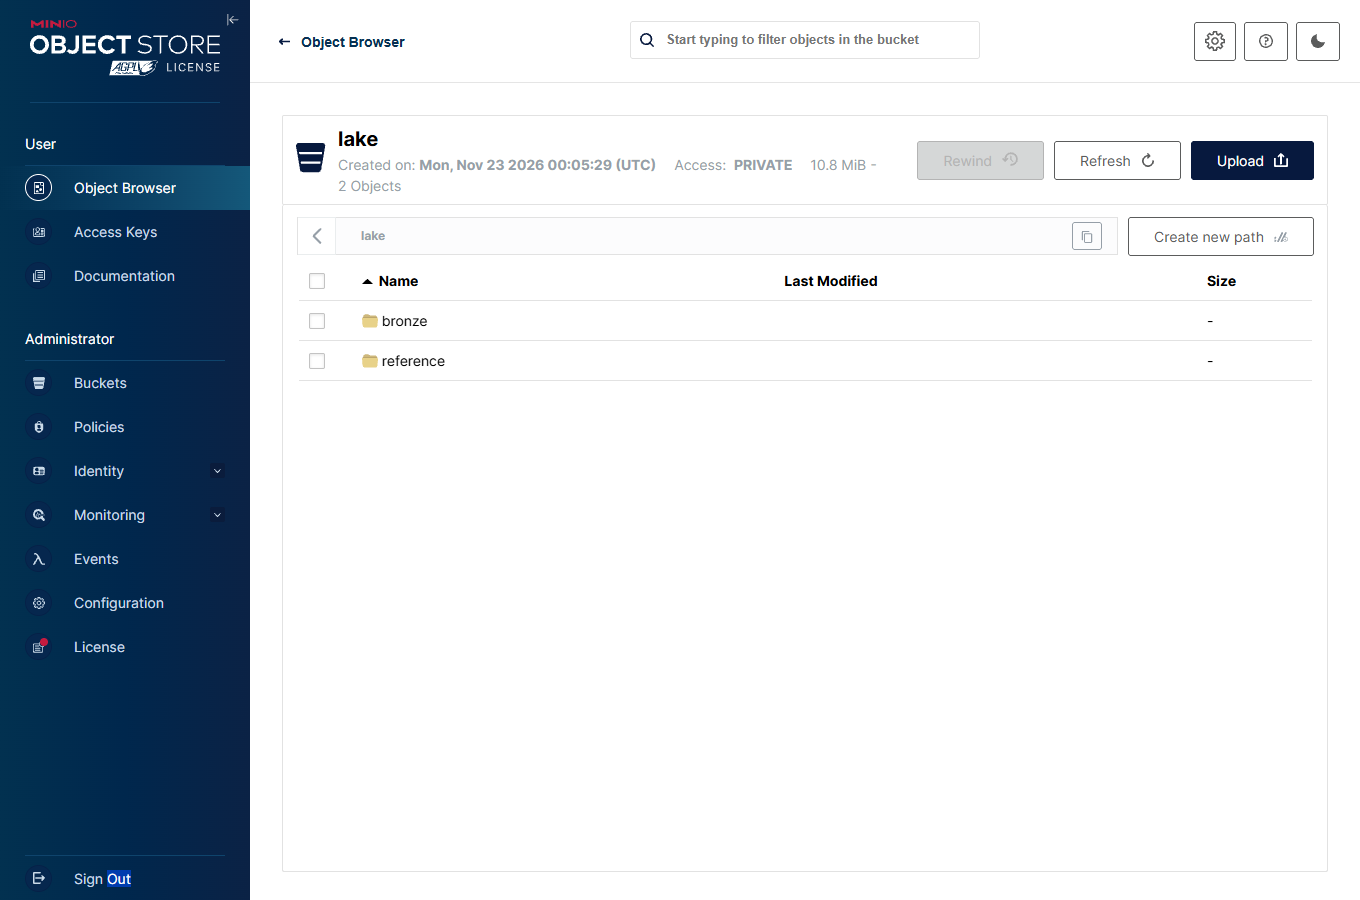 MINIO
OBJECT STORE
AGPL LICENSE
User
Object Browser
Access Keys
Documentation
Administrator
Buckets
Policies
Identity
Monitoring
Events
Configuration
License
Sign Out
Object Browser
Start typing to filter objects in the bucket
lake
Created on: Mon, Nov 23 2026 00:05:29 (UTC) Access: PRIVATE 10.8 MiB -
2 Objects
Rewind
Refresh
Upload
lake
Create new path
Name Last Modified Size
bronze -
reference -